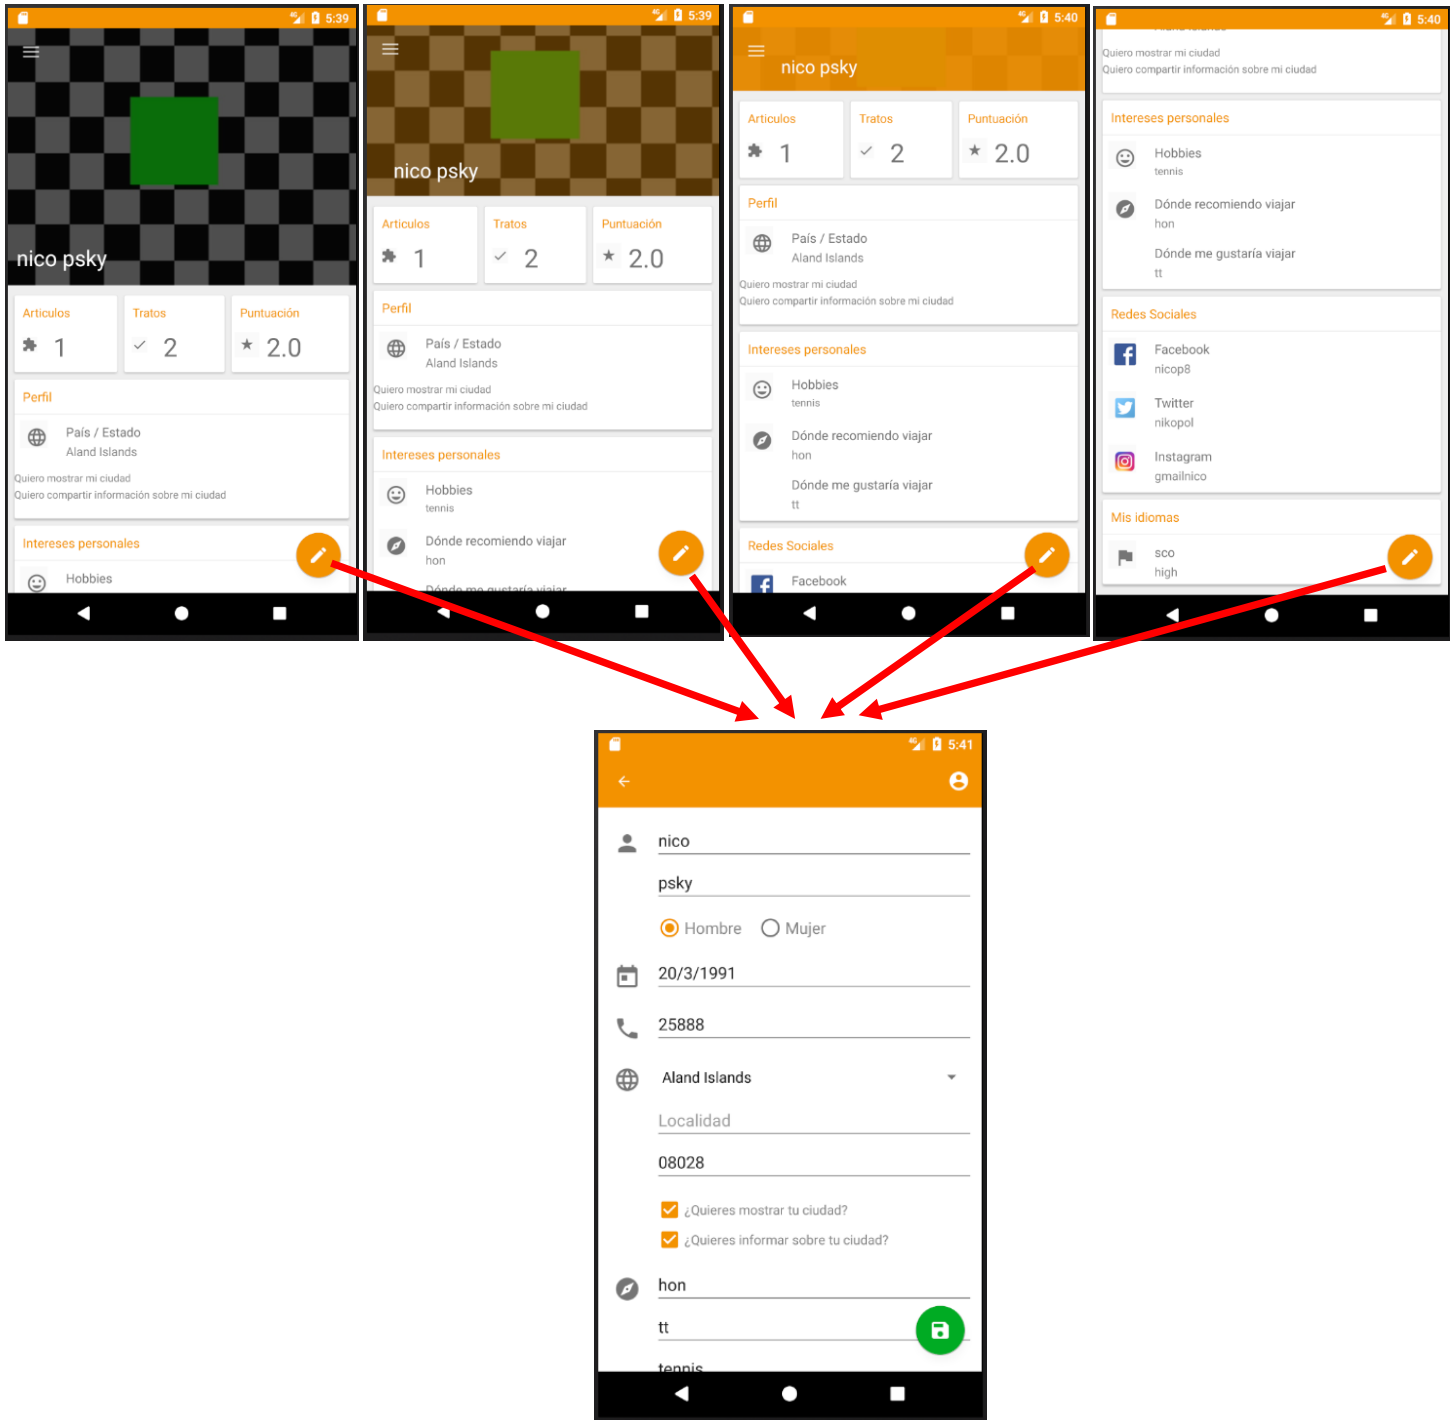 5:39
nico psky
Articulos
Tratos
Puntuación
1
2
2.0
Perfil
País / Estado
Aland Islands
Quiero mostrar mi ciudad
Quiero compartir información sobre mi ciudad
Intereses personales
Hobbies
5:39
nico psky
Articulos
Tratos
Puntuación
1
2
2.0
Perfil
País / Estado
Aland Islands
Quiero mostrar mi ciudad
Quiero compartir información sobre mi ciudad
Intereses personales
Hobbies
tennis
Dónde recomiendo viajar
hon
Dónde me gustaría viajar
5:40
nico psky
Articulos
Tratos
Puntuación
1
2
2.0
Perfil
País / Estado
Aland Islands
Quiero mostrar mi ciudad
Quiero compartir información sobre mi ciudad
Intereses personales
Hobbies
tennis
Dónde recomiendo viajar
hon
Dónde me gustaría viajar
tt
Redes Sociales
Facebook
5:40
Quiero mostrar mi ciudad
Quiero compartir información sobre mi ciudad
Intereses personales
Hobbies
tennis
Dónde recomiendo viajar
hon
Dónde me gustaría viajar
tt
Redes Sociales
Facebook
nicop8
Twitter
nikopol
Instagram
gmailnico
Mis idiomas
sco
high
5:41
nico
psky
Hombre
Mujer
20/3/1991
25888
Aland Islands
Localidad
08028
¿Quieres mostrar tu ciudad?
¿Quieres informar sobre tu ciudad?
hon
tt
tennis